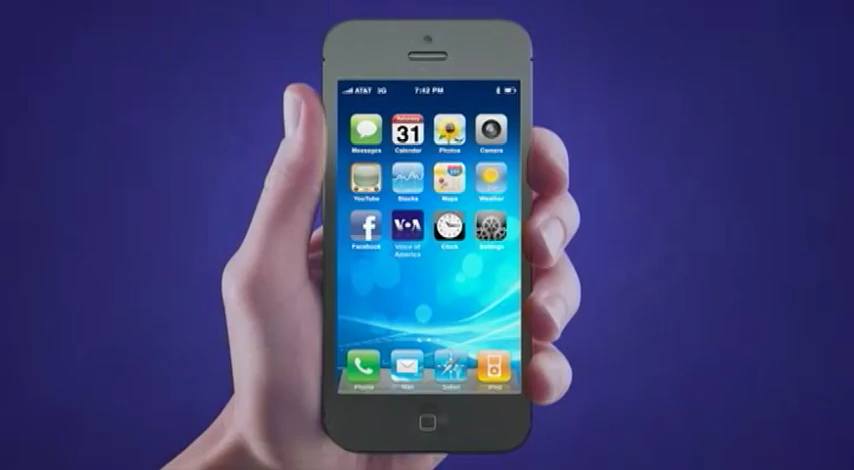 AT&T 3G 7:42 PM
Saturday
31
280
Messages Calendar Photos Camera
YouTube Stocks Maps Weather
f VOA
Facebook Voice of America Clock Settings
Phone Mail Safari iPod